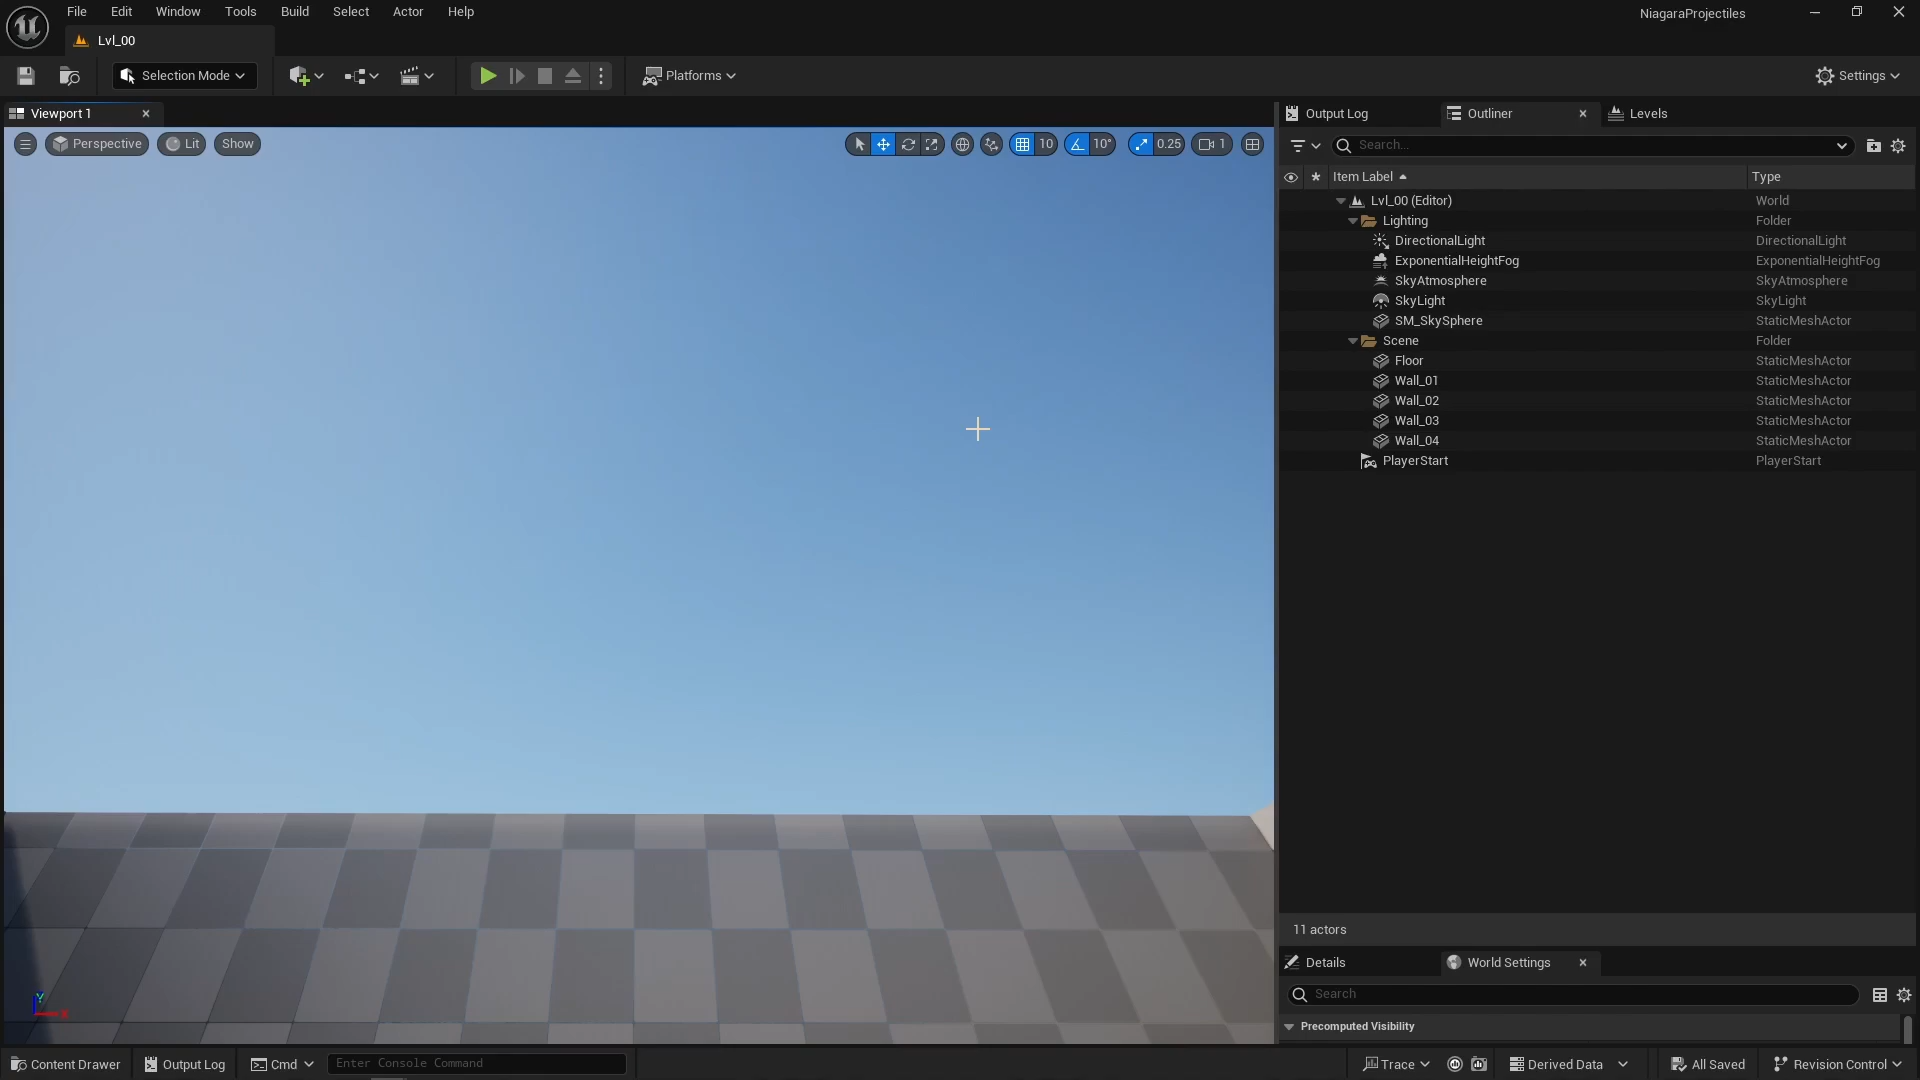 File Edit Window Tools Build Select Actor Help
NiagaraProjectiles
Lvl_00
Selection Mode
Platforms
Settings
Viewport 1
Perspective Lit Show
10 10° 0.25 1
Output Log Outliner Levels
Search...
Item Label Type
Lvl_00 (Editor) World
Lighting Folder
DirectionalLight DirectionalLight
ExponentialHeightFog ExponentialHeightFog
SkyAtmosphere SkyAtmosphere
SkyLight SkyLight
SM_SkySphere StaticMeshActor
Scene Folder
Floor StaticMeshActor
Wall_01 StaticMeshActor
Wall_02 StaticMeshActor
Wall_03 StaticMeshActor
Wall_04 StaticMeshActor
PlayerStart PlayerStart
11 actors
Details World Settings
Search
Precomputed Visibility
Y X
Content Drawer Output Log Cmd Enter Console Command
Trace Derived Data All Saved Revision Control